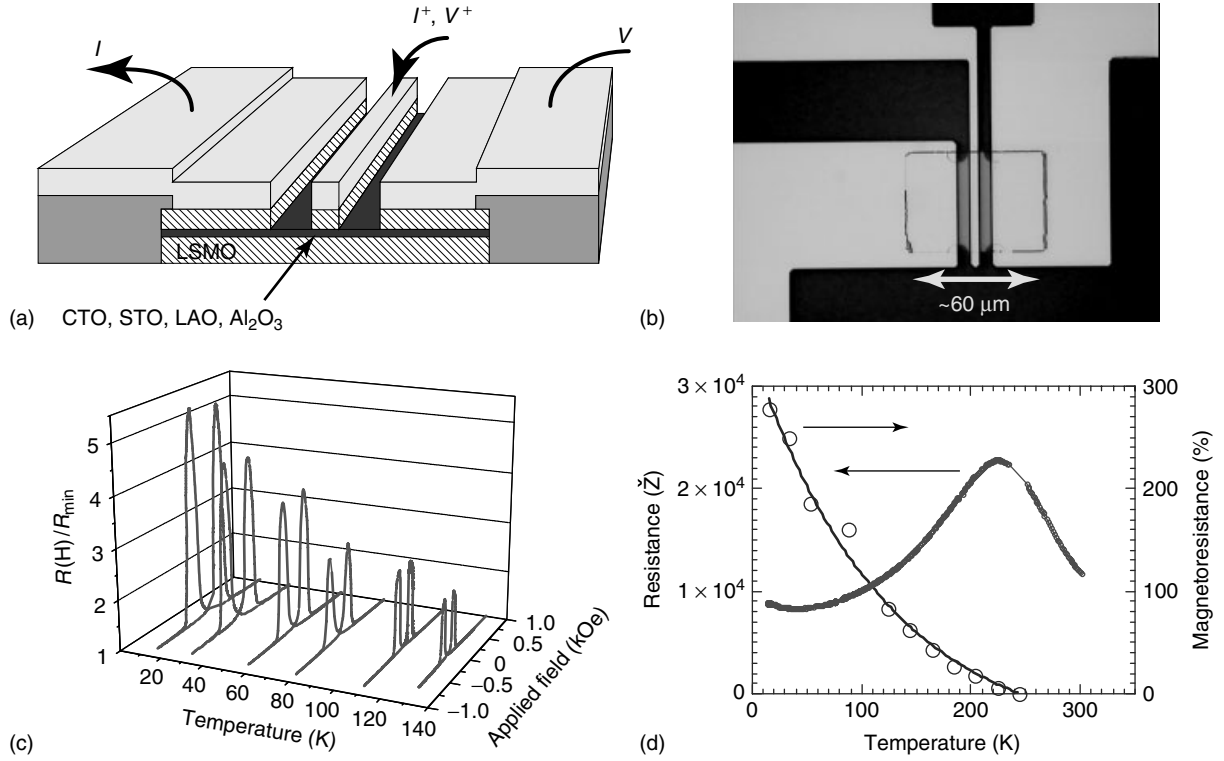 I
I⁺, V⁺
V
LSMO
(a) CTO, STO, LAO, Al₂O₃
~60 µm
(b)
5
4
3
2
1
R(H)/Rmin
20
40
60
80
100
120
140
Temperature (K)
1.0
0.5
0
−0.5
−1.0
Applied field (kOe)
(c)
3 × 10⁴
2 × 10⁴
1 × 10⁴
0
Resistance (Ž)
300
200
100
0
Magnetoresistance (%)
0 100 200 300
Temperature (K)
(d)